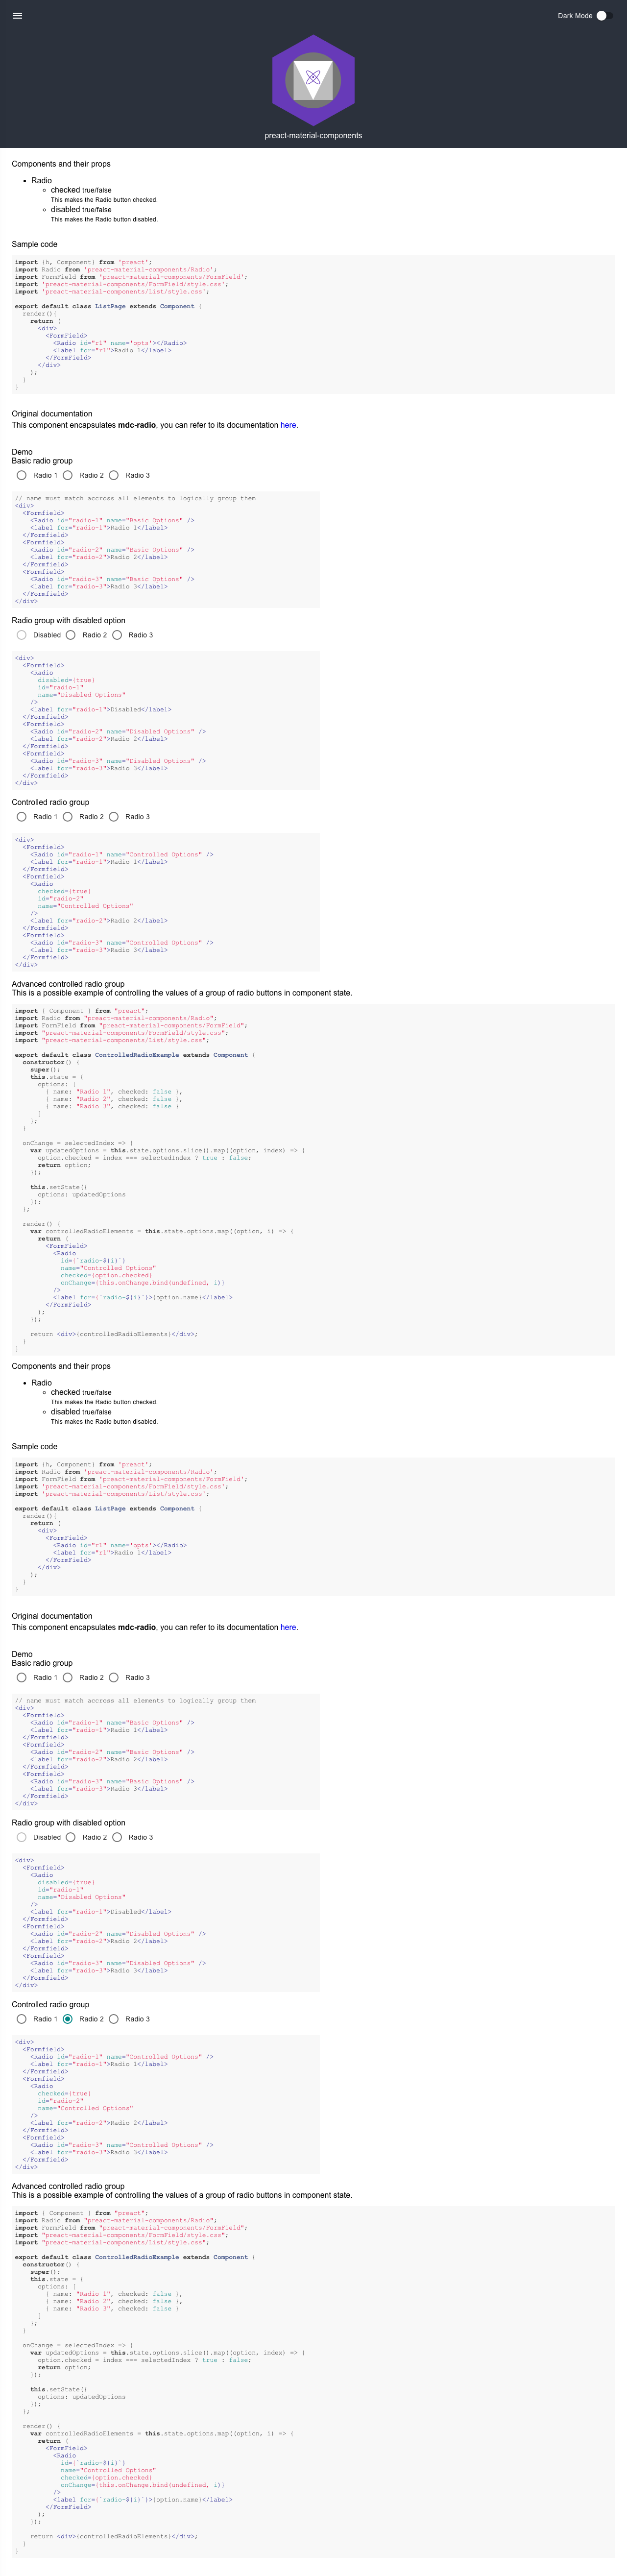 Dark Mode
preact-material-components
Components and their props
Radio
checked true/false
This makes the Radio button checked.
disabled true/false
This makes the Radio button disabled.
Sample code
import {h, Component} from 'preact';
import Radio from 'preact-material-components/Radio';
import FormField from 'preact-material-components/FormField';
import 'preact-material-components/FormField/style.css';
import 'preact-material-components/List/style.css';
export default class ListPage extends Component {
render(){
return (
<div>
<FormField>
<Radio id="r1" name='opts'></Radio>
<label for="r1">Radio 1</label>
</FormField>
</div>
);
}
}
Original documentation
This component encapsulates mdc-radio, you can refer to its documentation here.
Demo
Basic radio group
Radio 1 Radio 2 Radio 3
// name must match accross all elements to logically group them
<div>
<Formfield>
<Radio id="radio-1" name="Basic Options" />
<label for="radio-1">Radio 1</label>
</Formfield>
<Formfield>
<Radio id="radio-2" name="Basic Options" />
<label for="radio-2">Radio 2</label>
</Formfield>
<Formfield>
<Radio id="radio-3" name="Basic Options" />
<label for="radio-3">Radio 3</label>
</Formfield>
</div>
Radio group with disabled option
Disabled Radio 2 Radio 3
<div>
<Formfield>
<Radio
disabled={true}
id="radio-1"
name="Disabled Options"
/>
<label for="radio-1">Disabled</label>
</Formfield>
<Formfield>
<Radio id="radio-2" name="Disabled Options" />
<label for="radio-2">Radio 2</label>
</Formfield>
<Formfield>
<Radio id="radio-3" name="Disabled Options" />
<label for="radio-3">Radio 3</label>
</Formfield>
</div>
Controlled radio group
Radio 1 Radio 2 Radio 3
<div>
<Formfield>
<Radio id="radio-1" name="Controlled Options" />
<label for="radio-1">Radio 1</label>
</Formfield>
<Formfield>
<Radio
checked={true}
id="radio-2"
name="Controlled Options"
/>
<label for="radio-2">Radio 2</label>
</Formfield>
<Formfield>
<Radio id="radio-3" name="Controlled Options" />
<label for="radio-3">Radio 3</label>
</Formfield>
</div>
Advanced controlled radio group
This is a possible example of controlling the values of a group of radio buttons in component state.
import { Component } from "preact";
import Radio from "preact-material-components/Radio";
import FormField from "preact-material-components/FormField";
import "preact-material-components/FormField/style.css";
import "preact-material-components/List/style.css";
export default class ControlledRadioExample extends Component {
constructor() {
super();
this.state = {
options: [
{ name: "Radio 1", checked: false },
{ name: "Radio 2", checked: false },
{ name: "Radio 3", checked: false }
]
};
}
onChange = selectedIndex => {
var updatedOptions = this.state.options.slice().map((option, index) => {
option.checked = index === selectedIndex ? true : false;
return option;
});
this.setState({
options: updatedOptions
});
};
render() {
var controlledRadioElements = this.state.options.map((option, i) => {
return (
<FormField>
<Radio
id={`radio-${i}`}
name="Controlled Options"
checked={option.checked}
onChange={this.onChange.bind(undefined, i)}
/>
<label for={`radio-${i}`}>{option.name}</label>
</FormField>
);
});
return <div>{controlledRadioElements}</div>;
}
}
Components and their props
Radio
checked true/false
This makes the Radio button checked.
disabled true/false
This makes the Radio button disabled.
Sample code
import {h, Component} from 'preact';
import Radio from 'preact-material-components/Radio';
import FormField from 'preact-material-components/FormField';
import 'preact-material-components/FormField/style.css';
import 'preact-material-components/List/style.css';
export default class ListPage extends Component {
render(){
return (
<div>
<FormField>
<Radio id="r1" name='opts'></Radio>
<label for="r1">Radio 1</label>
</FormField>
</div>
);
}
}
Original documentation
This component encapsulates mdc-radio, you can refer to its documentation here.
Demo
Basic radio group
Radio 1 Radio 2 Radio 3
// name must match accross all elements to logically group them
<div>
<Formfield>
<Radio id="radio-1" name="Basic Options" />
<label for="radio-1">Radio 1</label>
</Formfield>
<Formfield>
<Radio id="radio-2" name="Basic Options" />
<label for="radio-2">Radio 2</label>
</Formfield>
<Formfield>
<Radio id="radio-3" name="Basic Options" />
<label for="radio-3">Radio 3</label>
</Formfield>
</div>
Radio group with disabled option
Disabled Radio 2 Radio 3
<div>
<Formfield>
<Radio
disabled={true}
id="radio-1"
name="Disabled Options"
/>
<label for="radio-1">Disabled</label>
</Formfield>
<Formfield>
<Radio id="radio-2" name="Disabled Options" />
<label for="radio-2">Radio 2</label>
</Formfield>
<Formfield>
<Radio id="radio-3" name="Disabled Options" />
<label for="radio-3">Radio 3</label>
</Formfield>
</div>
Controlled radio group
Radio 1 Radio 2 Radio 3
<div>
<Formfield>
<Radio id="radio-1" name="Controlled Options" />
<label for="radio-1">Radio 1</label>
</Formfield>
<Formfield>
<Radio
checked={true}
id="radio-2"
name="Controlled Options"
/>
<label for="radio-2">Radio 2</label>
</Formfield>
<Formfield>
<Radio id="radio-3" name="Controlled Options" />
<label for="radio-3">Radio 3</label>
</Formfield>
</div>
Advanced controlled radio group
This is a possible example of controlling the values of a group of radio buttons in component state.
import { Component } from "preact";
import Radio from "preact-material-components/Radio";
import FormField from "preact-material-components/FormField";
import "preact-material-components/FormField/style.css";
import "preact-material-components/List/style.css";
export default class ControlledRadioExample extends Component {
constructor() {
super();
this.state = {
options: [
{ name: "Radio 1", checked: false },
{ name: "Radio 2", checked: false },
{ name: "Radio 3", checked: false }
]
};
}
onChange = selectedIndex => {
var updatedOptions = this.state.options.slice().map((option, index) => {
option.checked = index === selectedIndex ? true : false;
return option;
});
this.setState({
options: updatedOptions
});
};
render() {
var controlledRadioElements = this.state.options.map((option, i) => {
return (
<FormField>
<Radio
id={`radio-${i}`}
name="Controlled Options"
checked={option.checked}
onChange={this.onChange.bind(undefined, i)}
/>
<label for={`radio-${i}`}>{option.name}</label>
</FormField>
);
});
return <div>{controlledRadioElements}</div>;
}
}